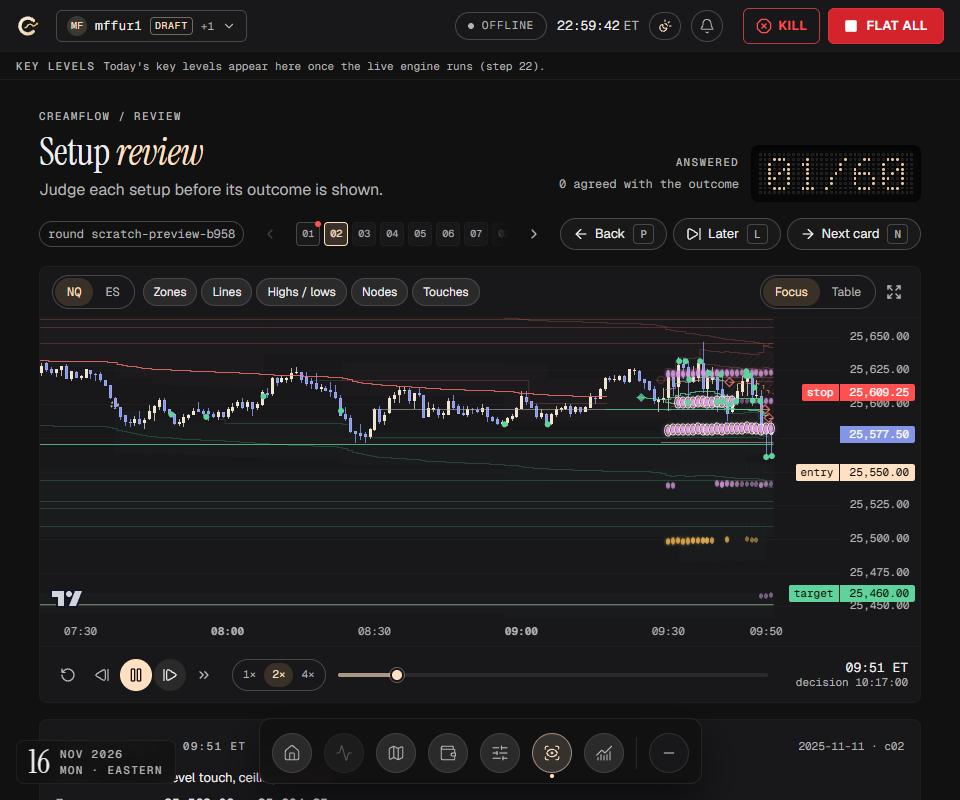 MF mffur1 DRAFT +1
OFFLINE
22:59:42 ET
KILL
FLAT ALL
KEY LEVELS Today's key levels appear here once the live engine runs (step 22).
CREAMFLOW / REVIEW
Setup review
Judge each setup before its outcome is shown.
ANSWERED
0 agreed with the outcome
01/60
round scratch-preview-b958
01 02 03 04 05 06 07
Back P
Later L
Next card N
NQ ES
Zones
Lines
Highs / lows
Nodes
Touches
Focus Table
25,650.00
25,625.00
stop 25,609.25
25,600.00
25,577.50
entry 25,550.00
25,525.00
25,500.00
25,475.00
target 25,460.00
25,450.00
07:30 08:00 08:30 09:00 09:30 09:50
1× 2× 4×
09:51 ET
decision 10:17:00
09:51 ET
2025-11-11 · c02
16 NOV 2026
MON · EASTERN
evel touch,